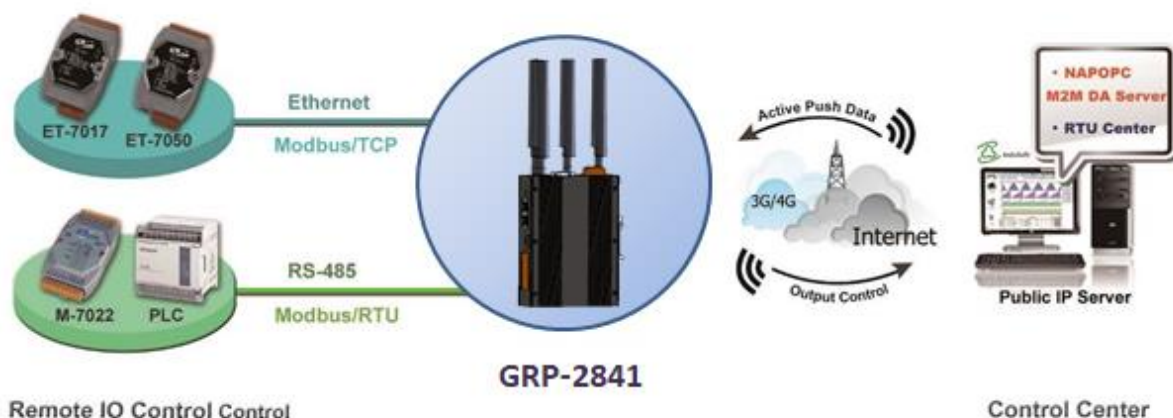 ET-7017
ET-7050
Ethernet
Modbus/TCP
M-7022
PLC
RS-485
Modbus/RTU
GRP-2841
Active Push Data
3G/4G
Internet
Output Control
• NAPOPC
M2M DA Server
• RTU Center
Public IP Server
Remote IO Control Control
Control Center